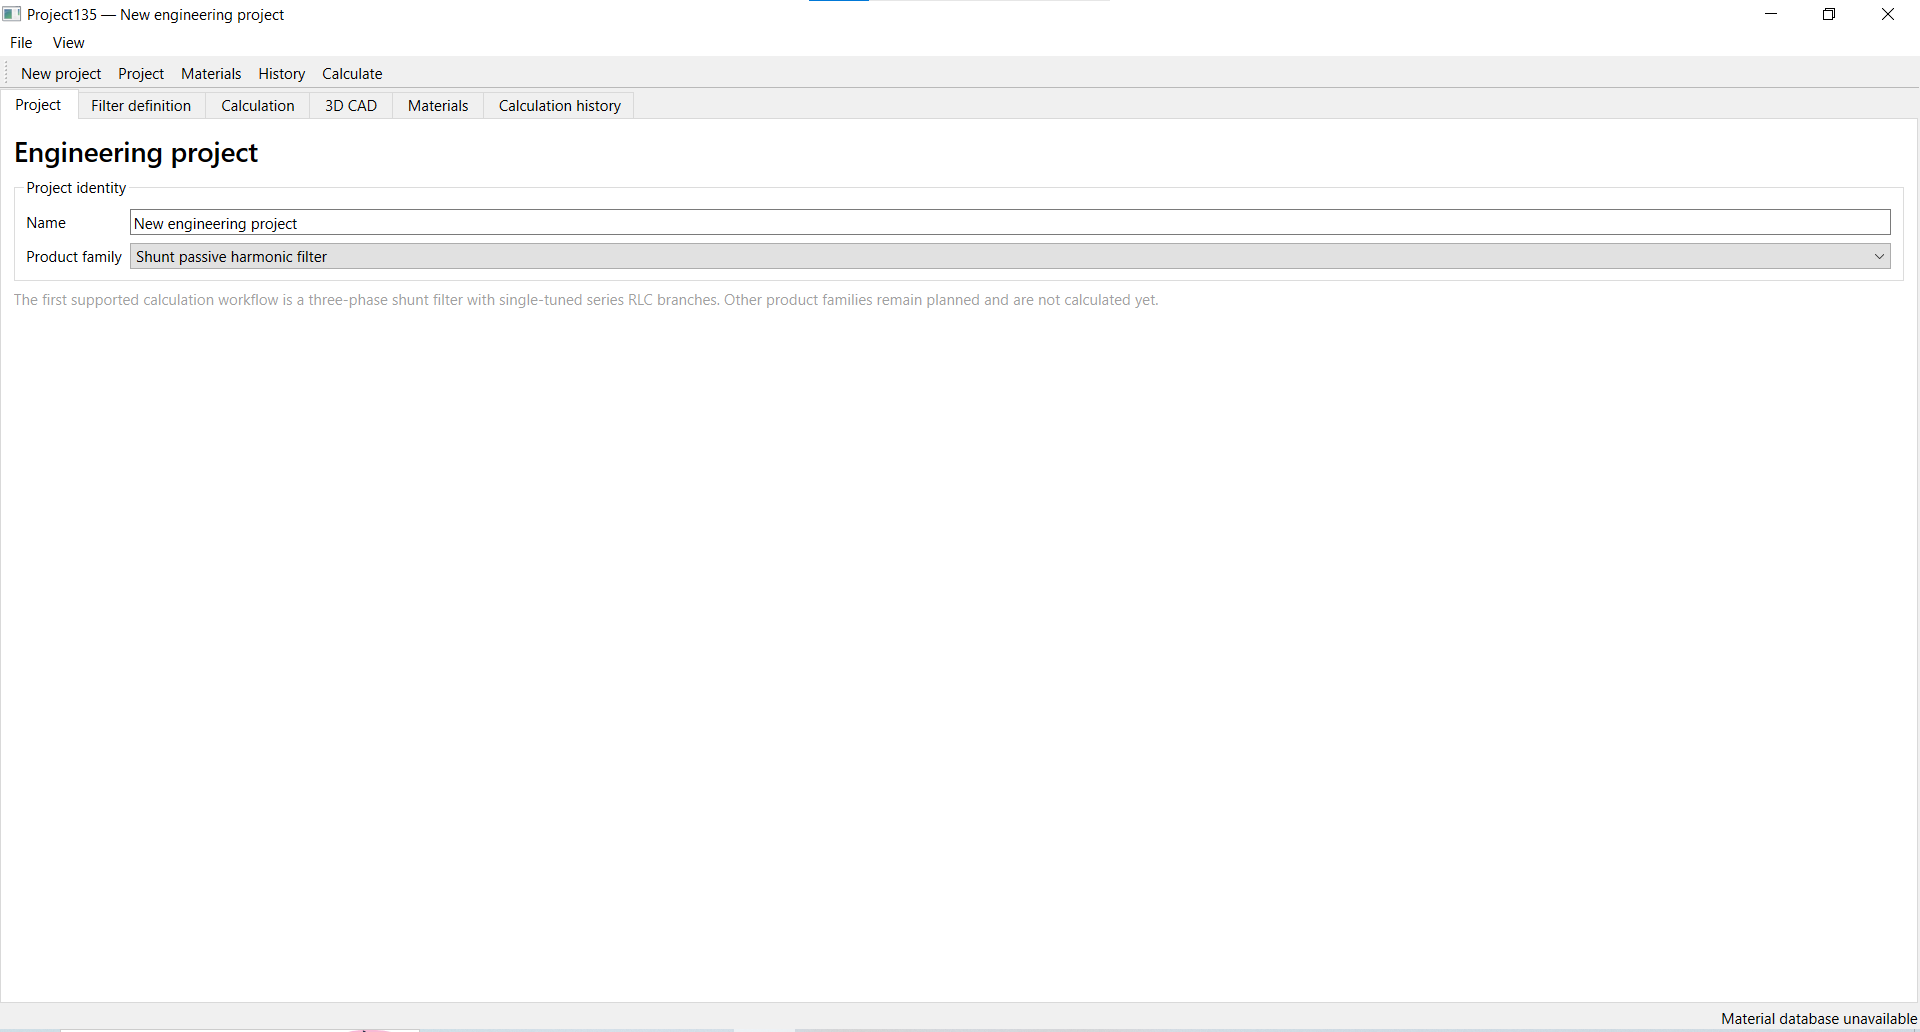 Project135 — New engineering project
File View
New project Project Materials History Calculate
Project Filter definition Calculation 3D CAD Materials Calculation history
Engineering project
Project identity
Name New engineering project
Product family Shunt passive harmonic filter
The first supported calculation workflow is a three-phase shunt filter with single-tuned series RLC branches. Other product families remain planned and are not calculated yet.
Material database unavailable